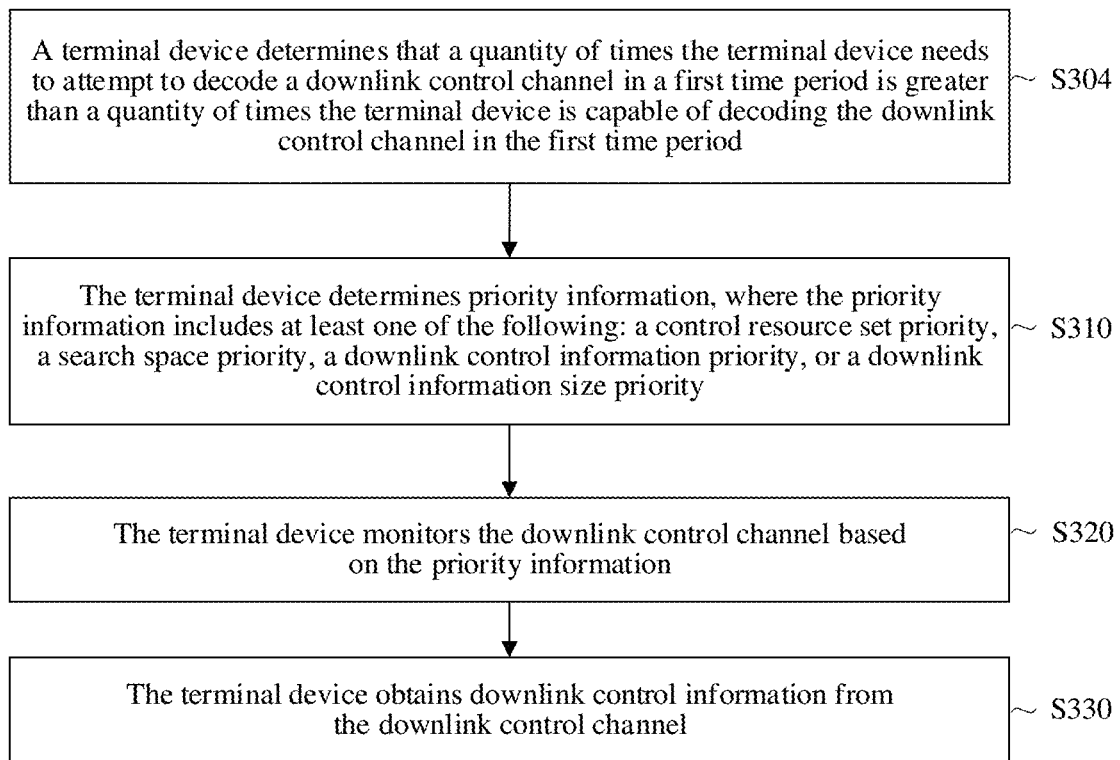 A terminal device determines that a quantity of times the terminal device needs
to attempt to decode a downlink control channel in a first time period is greater
than a quantity of times the terminal device is capable of decoding the downlink
control channel in the first time period
S304
The terminal device determines priority information, where the priority
information includes at least one of the following: a control resource set priority,
a search space priority, a downlink control information priority, or a downlink
control information size priority
S310
The terminal device monitors the downlink control channel based
on the priority information
S320
The terminal device obtains downlink control information from
the downlink control channel
S330